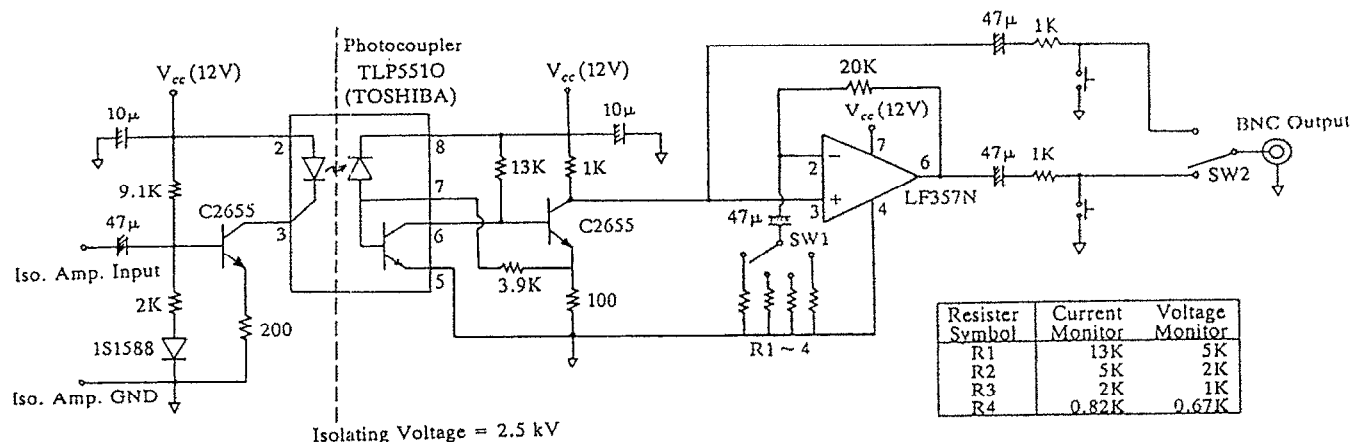 Photocoupler
TLP551O
(TOSHIBA)
Vcc (12V)
10μ
9.1K
C2655
47μ
Iso. Amp. Input
2K
200
1S1588
Iso. Amp. GND
Isolating Voltage = 2.5 kV
2
3
8
7
6
5
Vcc (12V)
10μ
13K
1K
C2655
3.9K
100
47μ
1K
20K
Vcc (12V)
7
2
3
6
4
LF357N
47μ
SW1
R1 ~ 4
47μ
1K
SW2
BNC Output
Resister Symbol Current Monitor Voltage Monitor
R1 13K 5K
R2 5K 2K
R3 2K 1K
R4 0.82K 0.67K